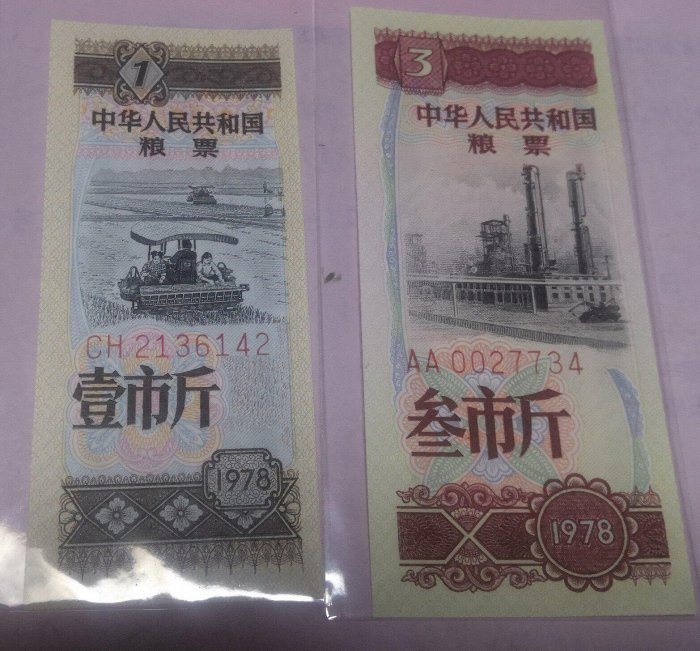 1
中华人民共和国
粮票
CH 2136142
壹市斤
1978
3
中华人民共和国
粮票
AA 0027734
叁市斤
1978